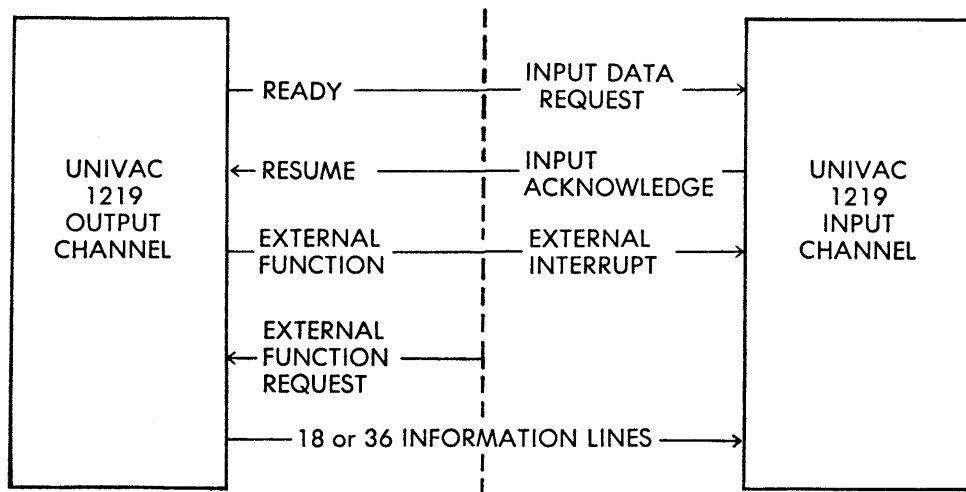 UNIVAC
1219
OUTPUT
CHANNEL
READY
INPUT DATA
REQUEST
RESUME
INPUT
ACKNOWLEDGE
EXTERNAL
FUNCTION
EXTERNAL
INTERRUPT
EXTERNAL
FUNCTION
REQUEST
18 or 36 INFORMATION LINES
UNIVAC
1219
INPUT
CHANNEL